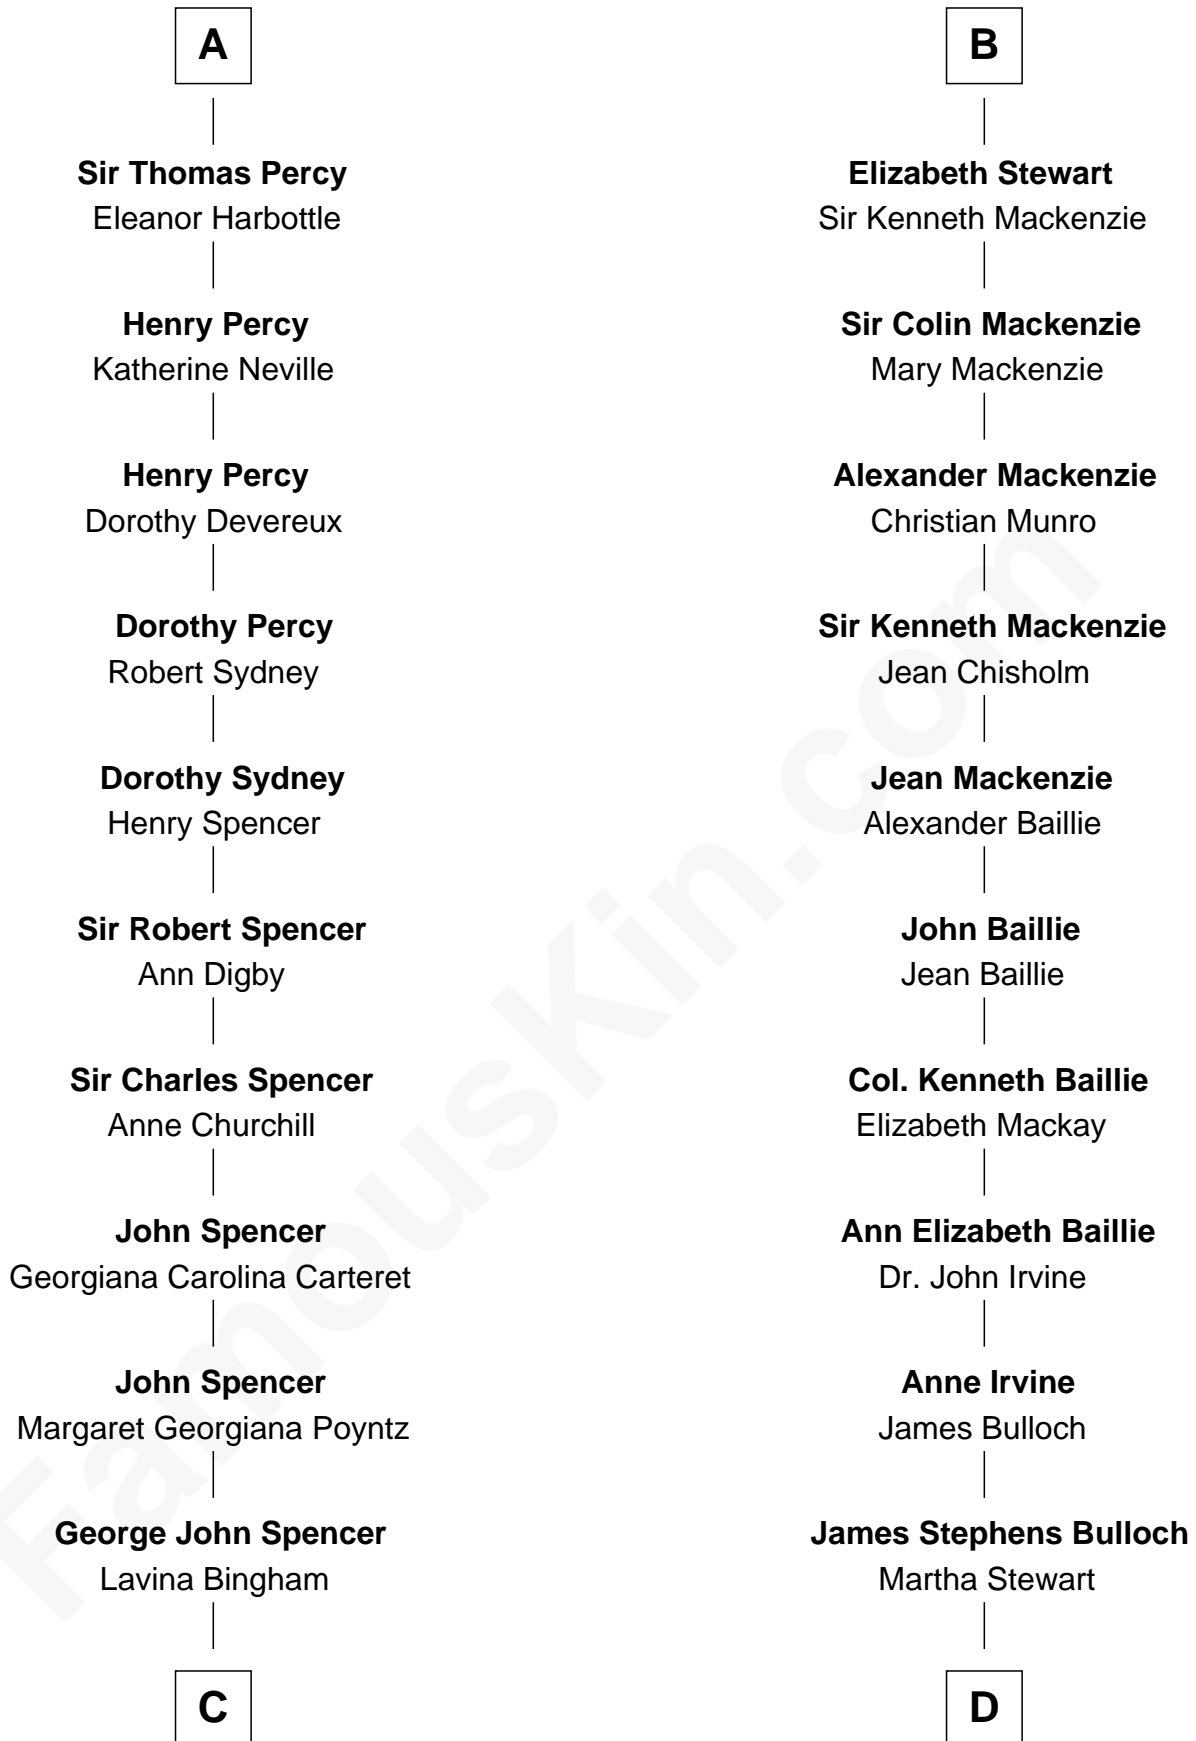 A
Sir Thomas Percy
Eleanor Harbottle
Henry Percy
Katherine Neville
Henry Percy
Dorothy Devereux
Dorothy Percy
Robert Sydney
Dorothy Sydney
Henry Spencer
Sir Robert Spencer
Ann Digby
Sir Charles Spencer
Anne Churchill
John Spencer
Georgiana Carolina Carteret
John Spencer
Margaret Georgiana Poyntz
George John Spencer
Lavina Bingham
C
B
Elizabeth Stewart
Sir Kenneth Mackenzie
Sir Colin Mackenzie
Mary Mackenzie
Alexander Mackenzie
Christian Munro
Sir Kenneth Mackenzie
Jean Chisholm
Jean Mackenzie
Alexander Baillie
John Baillie
Jean Baillie
Col. Kenneth Baillie
Elizabeth Mackay
Ann Elizabeth Baillie
Dr. John Irvine
Anne Irvine
James Bulloch
James Stephens Bulloch
Martha Stewart
D
FamousKin.com